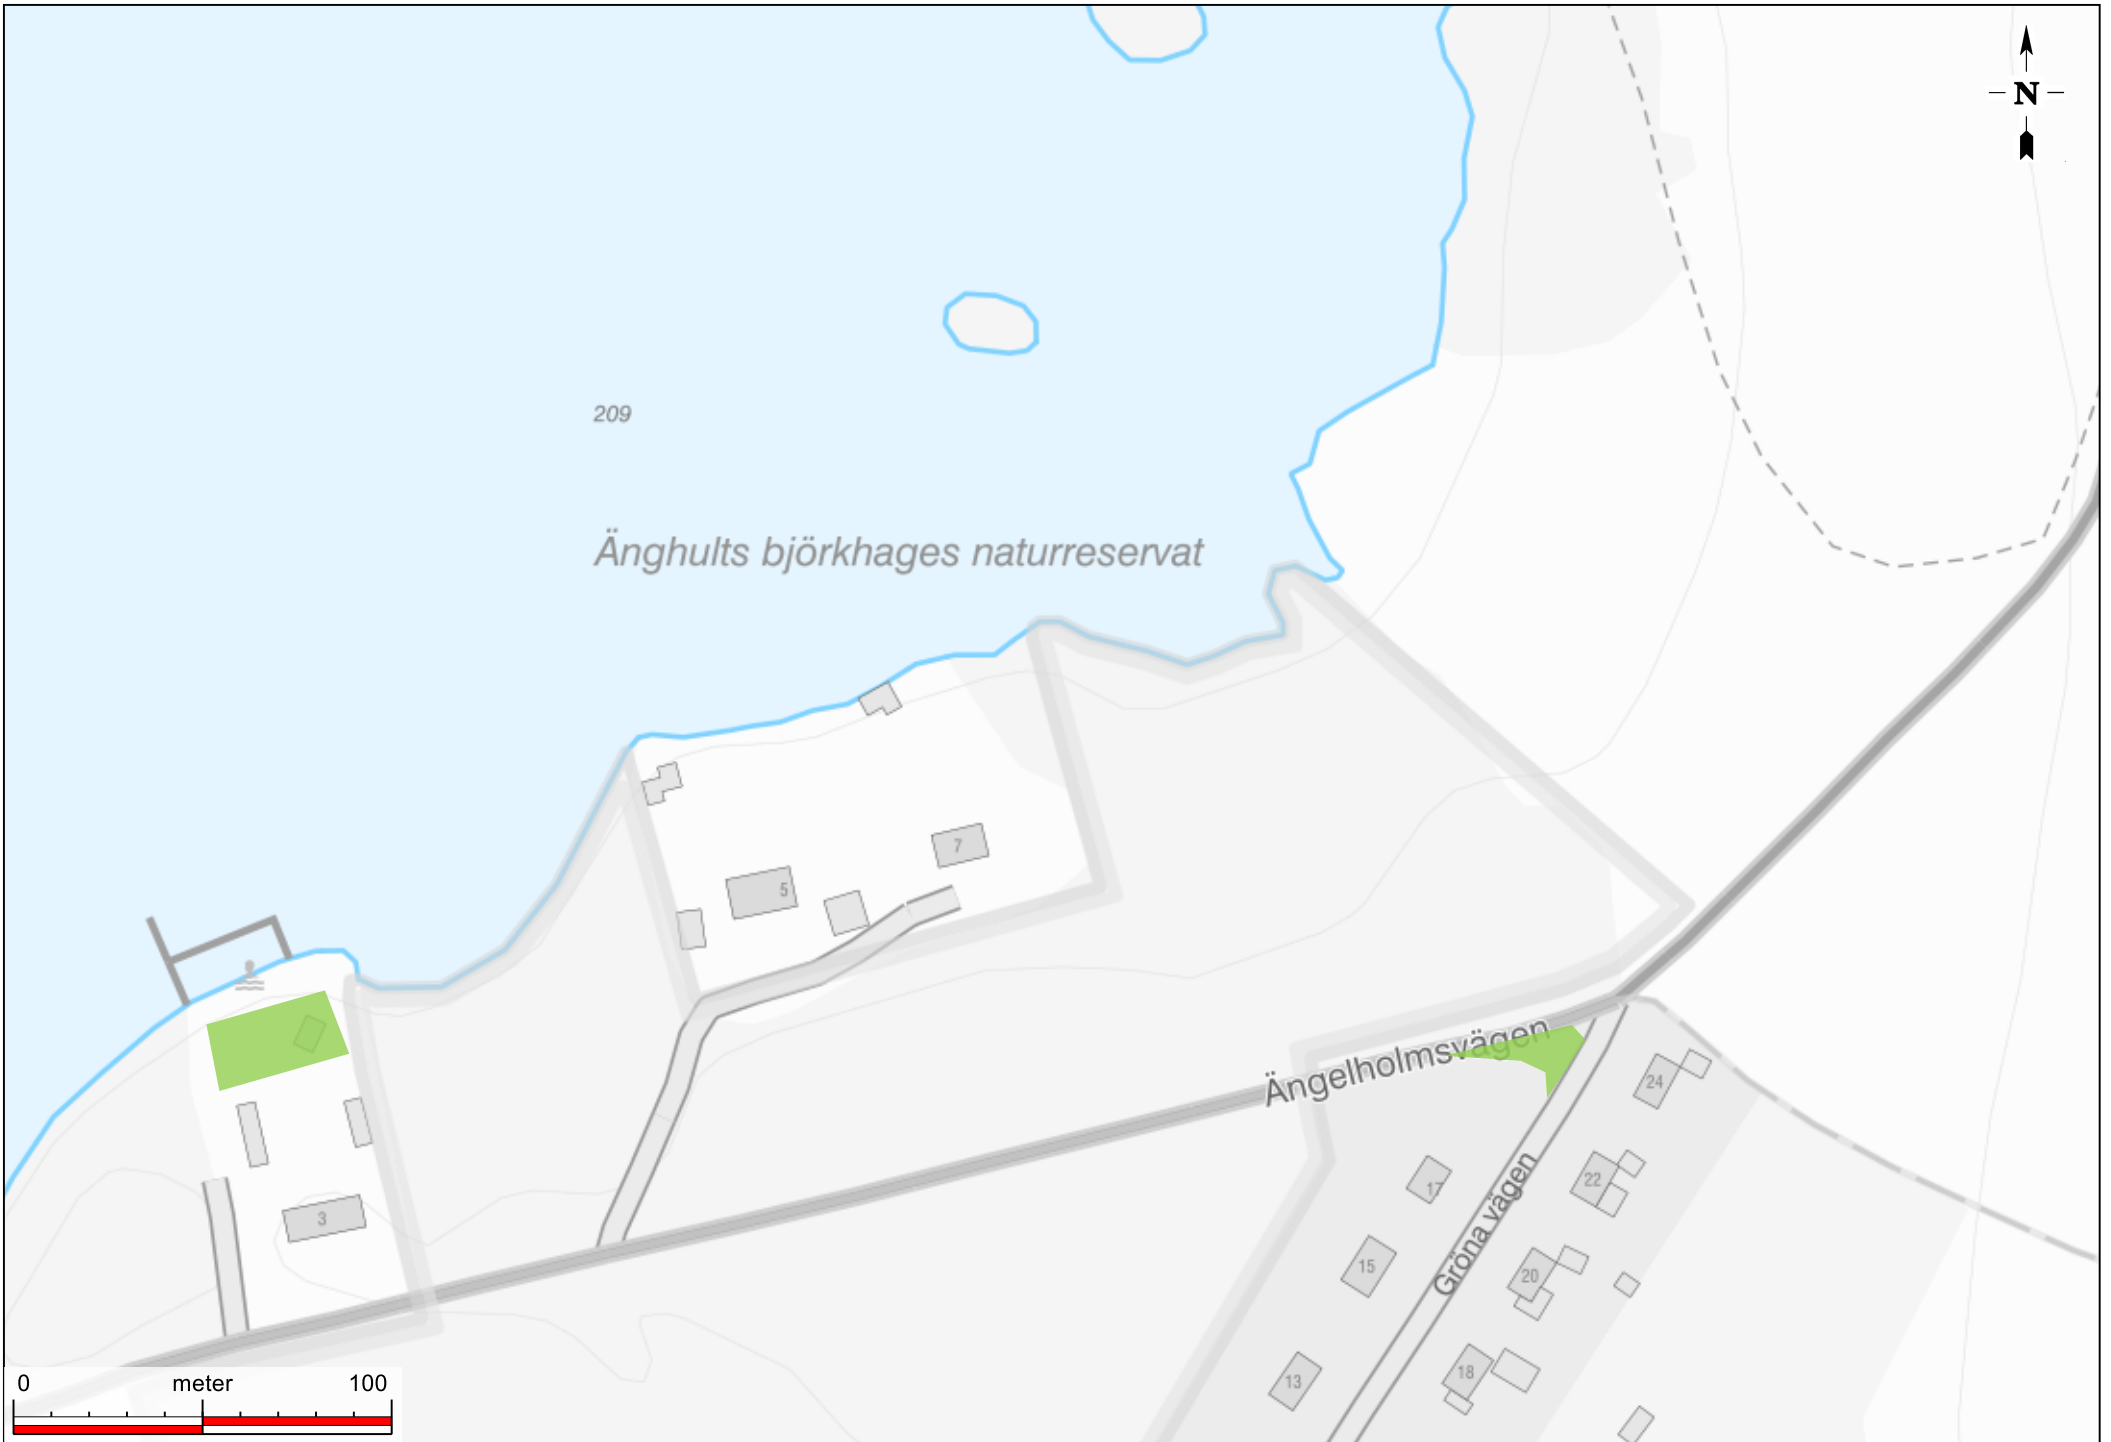 N
209
Änghults björkhages naturreservat
7
5
Ängelholmsvägen
24
17
22
Gröna vägen
3
15
20
13
18
0 meter 100